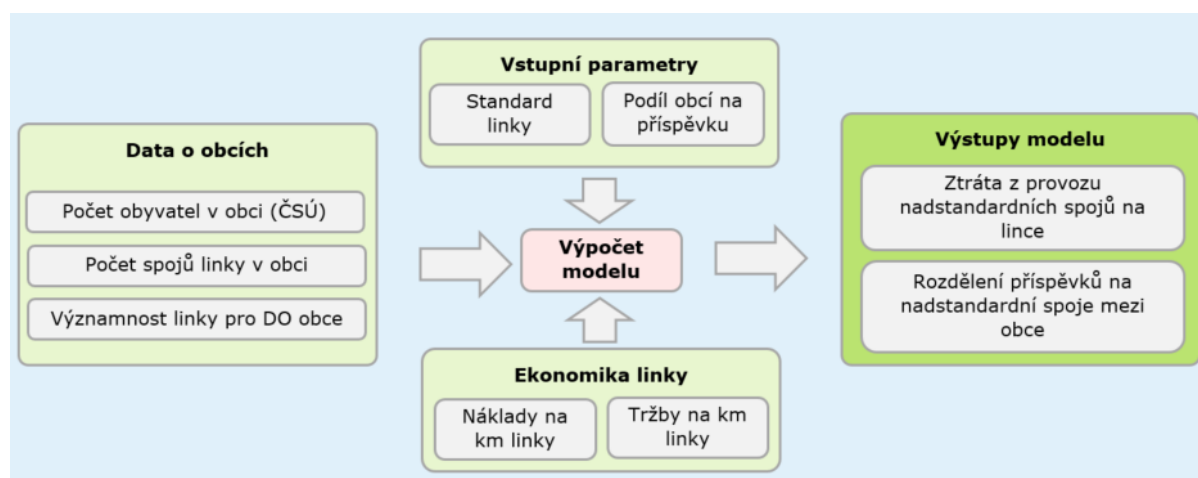 Vstupní parametry
Standard
linky
Podíl obcí na
příspěvku
Data o obcích
Počet obyvatel v obci (ČSÚ)
Počet spojů linky v obci
Významnost linky pro DO obce
Výpočet
modelu
Ekonomika linky
Náklady na
km linky
Tržby na km
linky
Výstupy modelu
Ztráta z provozu
nadstandardních spojů na
lince
Rozdělení příspěvků na
nadstandardní spoje mezi
obce